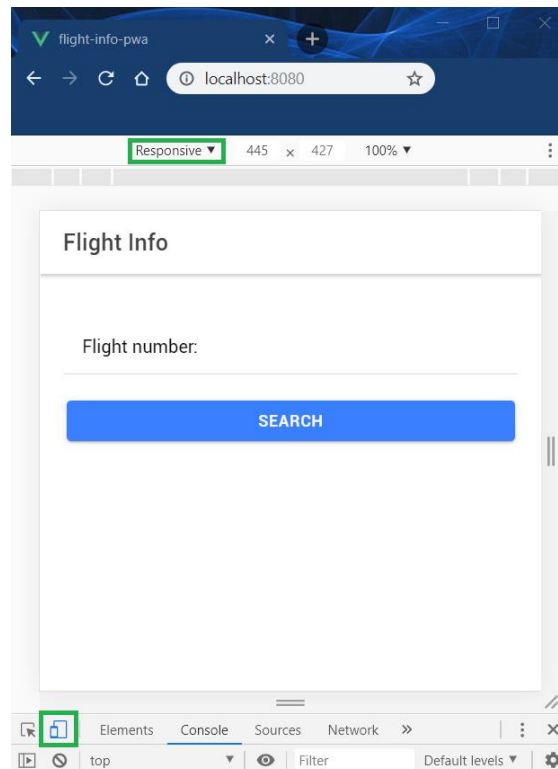 flight-info-pwa
localhost:8080
Responsive 445 x 427 100%
Flight Info
Flight number:
SEARCH
Elements Console Sources Network
top Filter Default levels